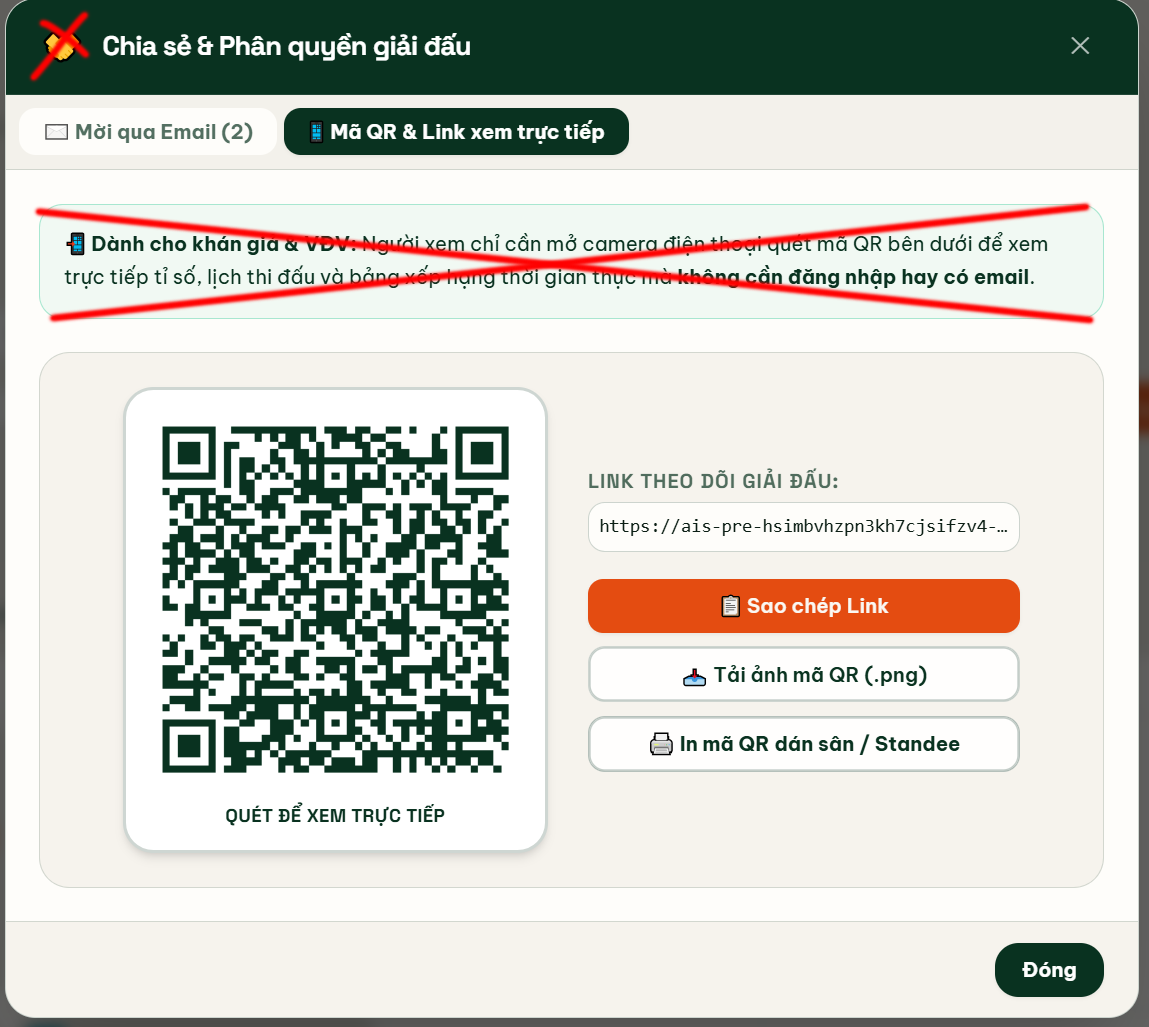 Chia sẻ & Phân quyền giải đấu
Mời qua Email (2)
Mã QR & Link xem trực tiếp
Dành cho khán giả & VĐV: Người xem chỉ cần mở camera điện thoại quét mã QR bên dưới để xem
trực tiếp tỉ số, lịch thi đấu và bảng xếp hạng thời gian thực mà không cần đăng nhập hay có email.
LINK THEO DÕI GIẢI ĐẤU:
https://ais-pre-hsimbvhzpn3kh7cjsifzv4-…
Sao chép Link
Tải ảnh mã QR (.png)
In mã QR dán sân / Standee
QUÉT ĐỂ XEM TRỰC TIẾP
Đóng